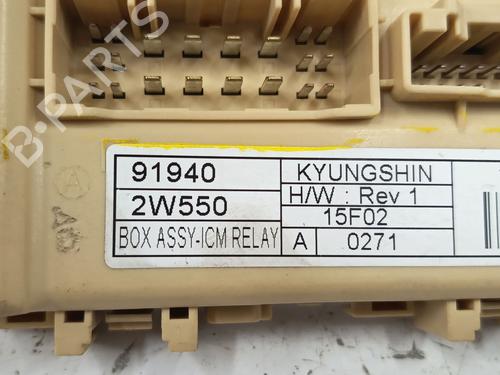 B-PARTS
91940
2W550
BOX ASSY-ICM RELAY
KYUNGSHIN
H/W : Rev 1
15F02
A 0271
A